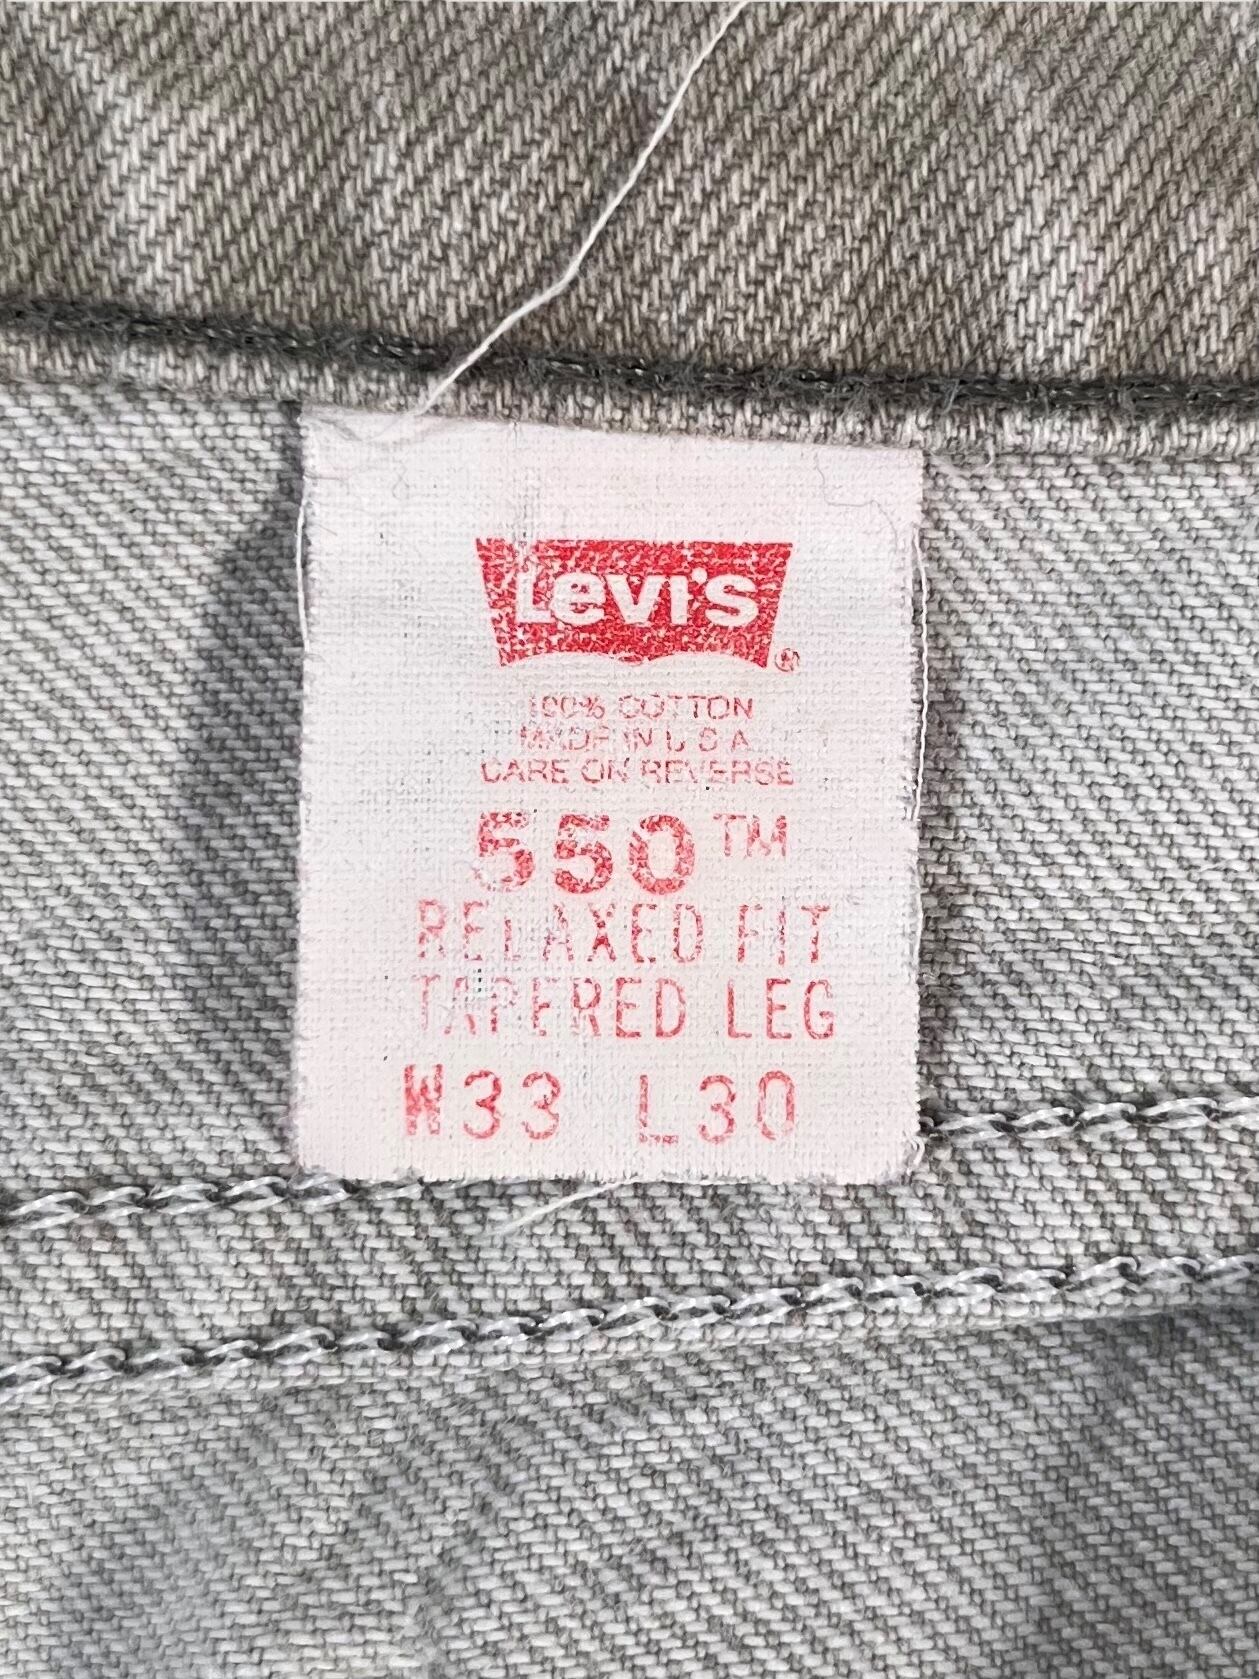 Levi's®
100% COTTON
MADE IN U S A
CARE ON REVERSE
550™
RELAXED FIT
TAPERED LEG
W33 L30